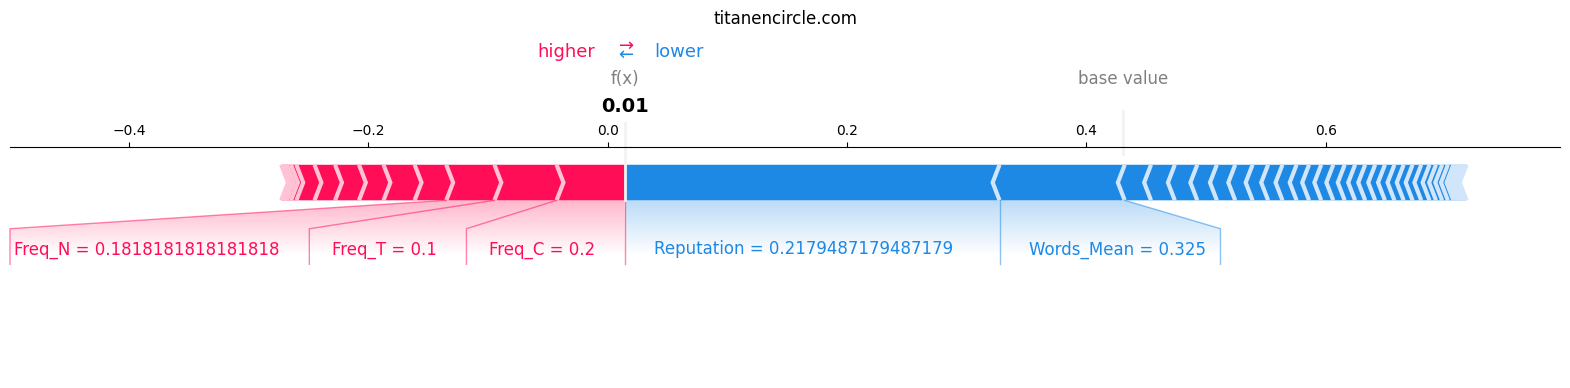 titanencircle.com
higher ⇄ lower
f(x) base value
0.01
−0.4 −0.2 0.0 0.2 0.4 0.6
Freq_N = 0.1818181818181818 Freq_T = 0.1 Freq_C = 0.2 Reputation = 0.2179487179487179 Words_Mean = 0.325